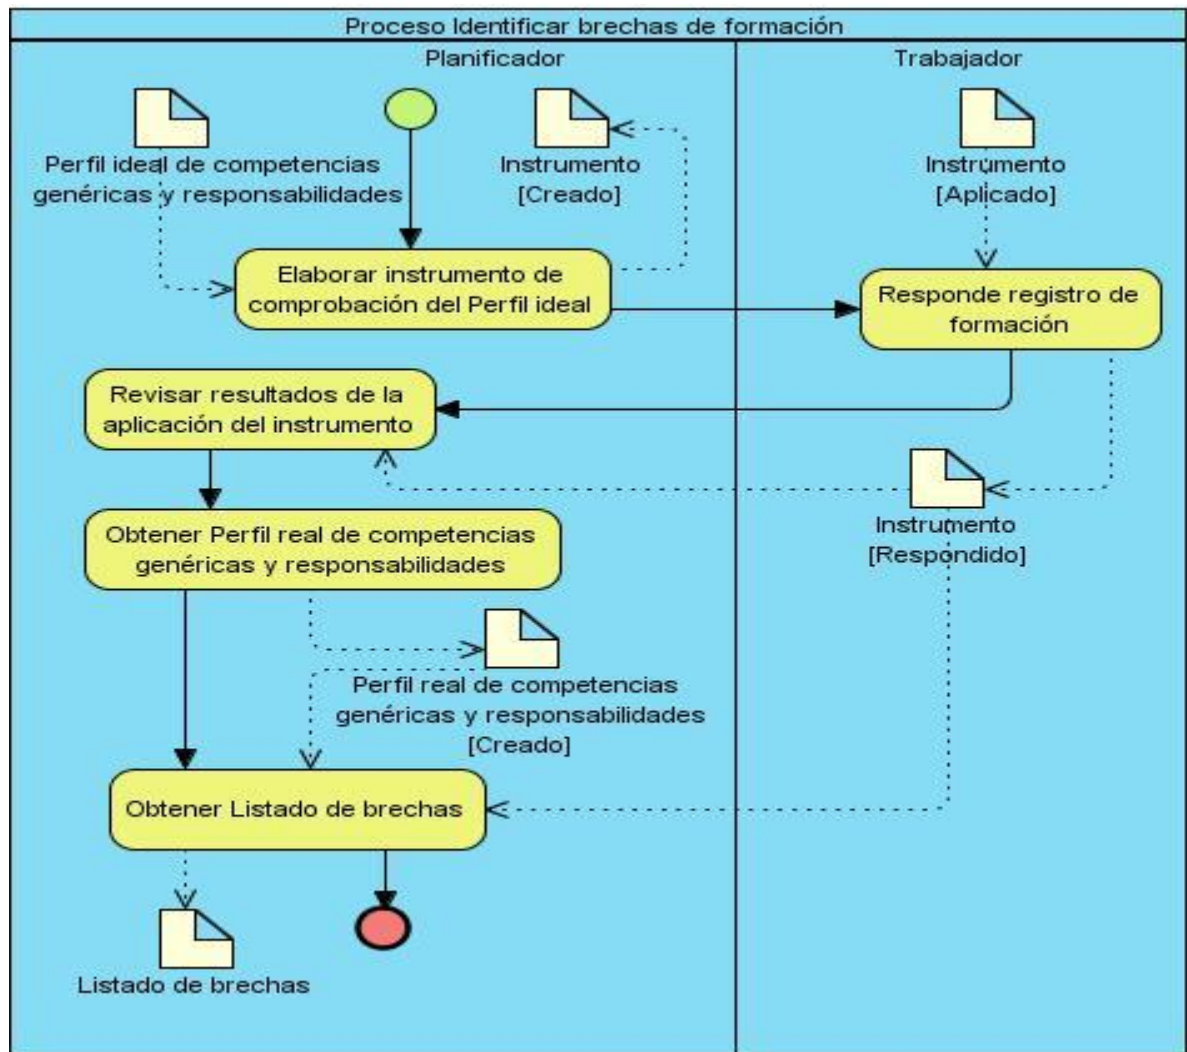 Proceso Identificar brechas de formación
Planificador
Trabajador
Perfil ideal de competencias
genéricas y responsabilidades
Instrumento
[Creado]
Instrumento
[Aplicado]
Elaborar instrumento de
comprobación del Perfil ideal
Responde registro de
formación
Revisar resultados de la
aplicación del instrumento
Instrumento
[Respondido]
Obtener Perfil real de competencias
genéricas y responsabilidades
Perfil real de competencias
genéricas y responsabilidades
[Creado]
Obtener Listado de brechas
Listado de brechas